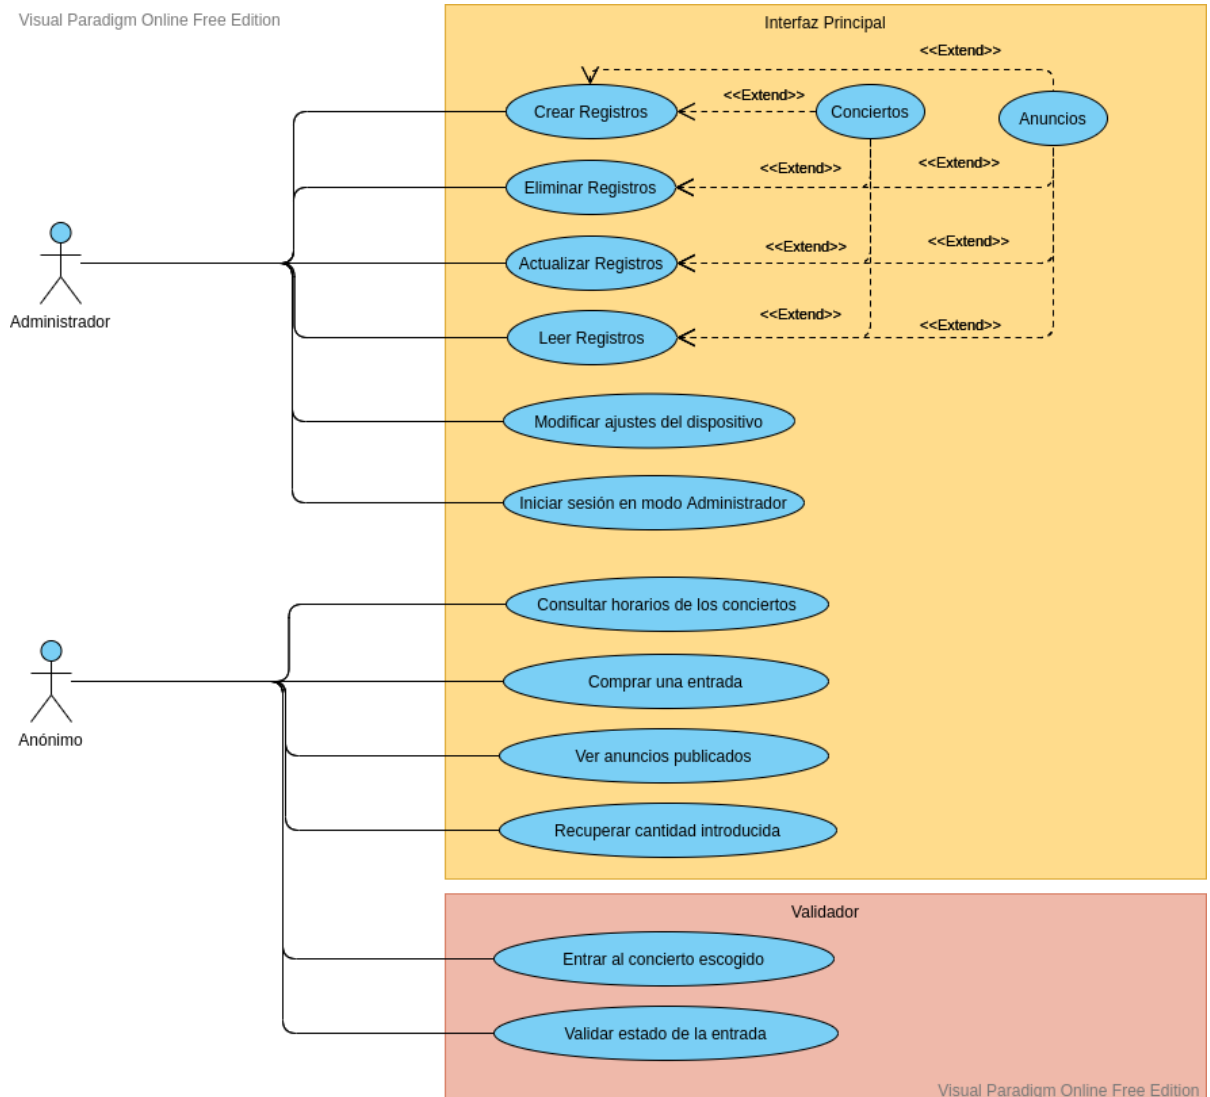 Visual Paradigm Online Free Edition
Interfaz Principal
<<Extend>>
<<Extend>>
Crear Registros
Conciertos
Anuncios
<<Extend>>
<<Extend>>
Eliminar Registros
<<Extend>>
<<Extend>>
Actualizar Registros
Administrador
<<Extend>>
<<Extend>>
Leer Registros
Modificar ajustes del dispositivo
Iniciar sesión en modo Administrador
Consultar horarios de los conciertos
Comprar una entrada
Anónimo
Ver anuncios publicados
Recuperar cantidad introducida
Validador
Entrar al concierto escogido
Validar estado de la entrada
Visual Paradigm Online Free Edition